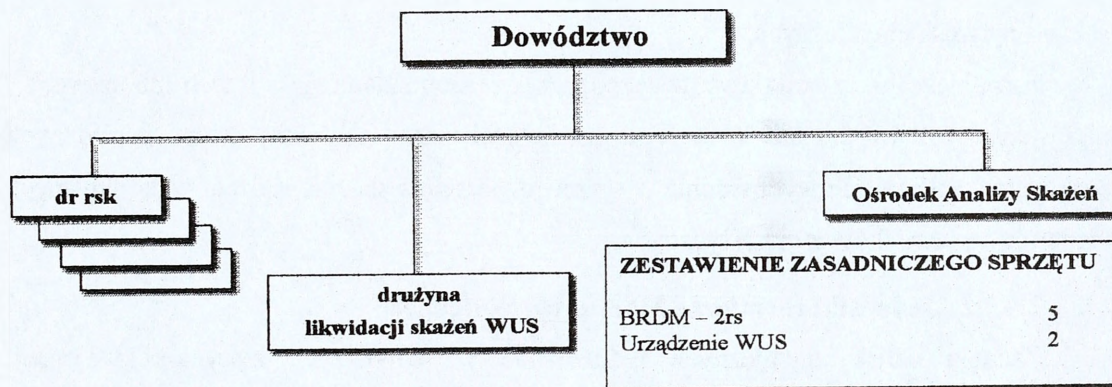 Dowództwo
dr rsk
Ośrodek Analizy Skażeń
drużyna
likwidacji skażeń WUS
ZESTAWIENIE ZASADNICZEGO SPRZĘTU
BRDM – 2rs 5
Urządzenie WUS 2